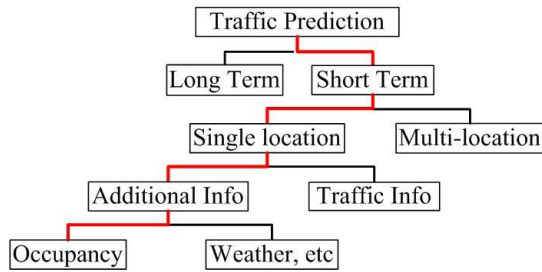 Traffic Prediction
Long Term
Short Term
Single location
Multi-location
Additional Info
Traffic Info
Occupancy
Weather, etc